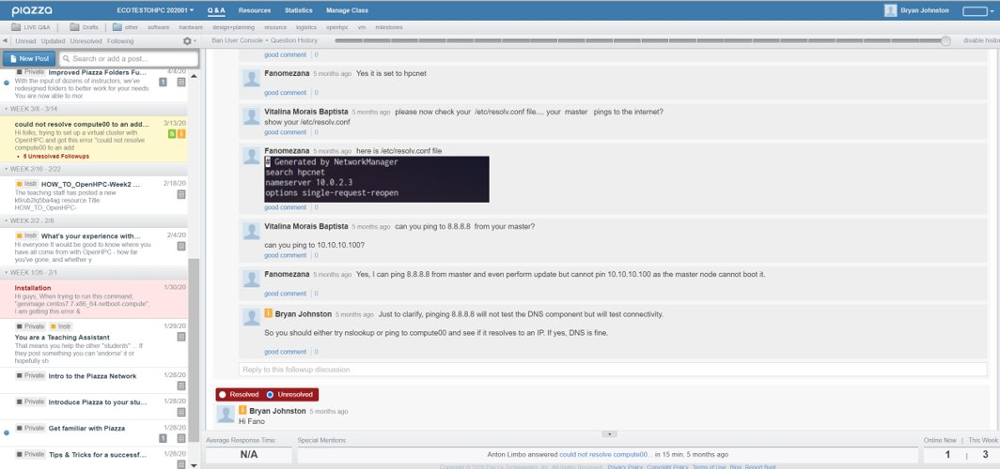 piazza
ECOTESTOHPC 202001
Q & A
Resources
Statistics
Manage Class
Bryan Johnston
LIVE Q&A
Drafts
other
software
hardware
design+planning
resource
logistics
openhpc
vm
milestones
Unread
Updated
Unresolved
Following
Ban User Console
Question History
disable histo
New Post
Search or add a post...
Private Improved Piazza Folders Fu...
4/4/20
With the input of dozens of instructors, we've
redesigned folders to better work for your needs.
You are now able to mor
1
WEEK 3/8 - 3/14
could not resolve compute00 to an add...
3/13/20
Hi folks, trying to set up a virtual cluster with
OpenHPC and got this error "could not resolve
compute00 to an add
S i
• 5 Unresolved Followups
WEEK 2/16 - 2/22
Instr HOW_TO_OpenHPC-Week2 ...
2/18/20
The teaching staff has posted a new
resource.Title:
HOW_TO_OpenHPC-
WEEK 2/2 - 2/8
Instr What's your experience with...
2/4/20
Hi everyone It would be good to know where you
have all come from with OpenHPC - how far
you've gone, and whether y
WEEK 1/26 - 2/1
Installation
1/30/20
Hi guys, When trying to run this command,
"genimage centos7.7-x86_64-netboot-compute",
I am getting this error &
Private Instr
1/29/20
You are a Teaching Assistant
That means you help the other "students" ... If
they post something you can 'endorse' it or
hopefully sh
Private Intro to the Piazza Network
1/28/20
Private Introduce Piazza to your stu...
1/28/20
Private Get familiar with Piazza
1/28/20
1
Private Tips & Tricks for a successf...
1/28/20
good comment | 0
Fanomezana 5 months ago Yes it is set to hpcnet
good comment | 0
Vitalina Morais Baptista 5 months ago please now check your /etc/resolv.conf file.... your master pings to the internet?
show your /etc/resolv.conf
good comment | 0
Fanomezana 5 months ago here is /etc/resolv.conf file
# Generated by NetworkManager
search hpcnet
nameserver 10.0.2.3
options single-request-reopen
good comment | 0
Vitalina Morais Baptista 5 months ago can you ping to 8.8.8.8 from your master?
can you ping to 10.10.10.100?
good comment | 0
Fanomezana 5 months ago Yes, I can ping 8.8.8.8 from master and even perform update but cannot pin 10.10.10.100 as the master node cannot boot it.
good comment | 0
i Bryan Johnston 5 months ago Just to clarify, pinging 8.8.8.8 will not test the DNS component but will test connectivity.
So you should either try nslookup or ping to compute00 and see if it resolves to an IP. If yes, DNS is fine.
good comment | 0
Reply to this followup discussion
Resolved Unresolved
i Bryan Johnston 5 months ago
Hi Fano
Average Response Time:
N/A
Special Mentions:
Anton Limbo answered could not resolve compute00... in 15 min. 5 months ago
Online Now | This Week
1 | 3
Copyright © 2020 Piazza Technologies, Inc. All Rights Reserved. Privacy Policy Copyright Policy Terms of Use Blog Report Bug!